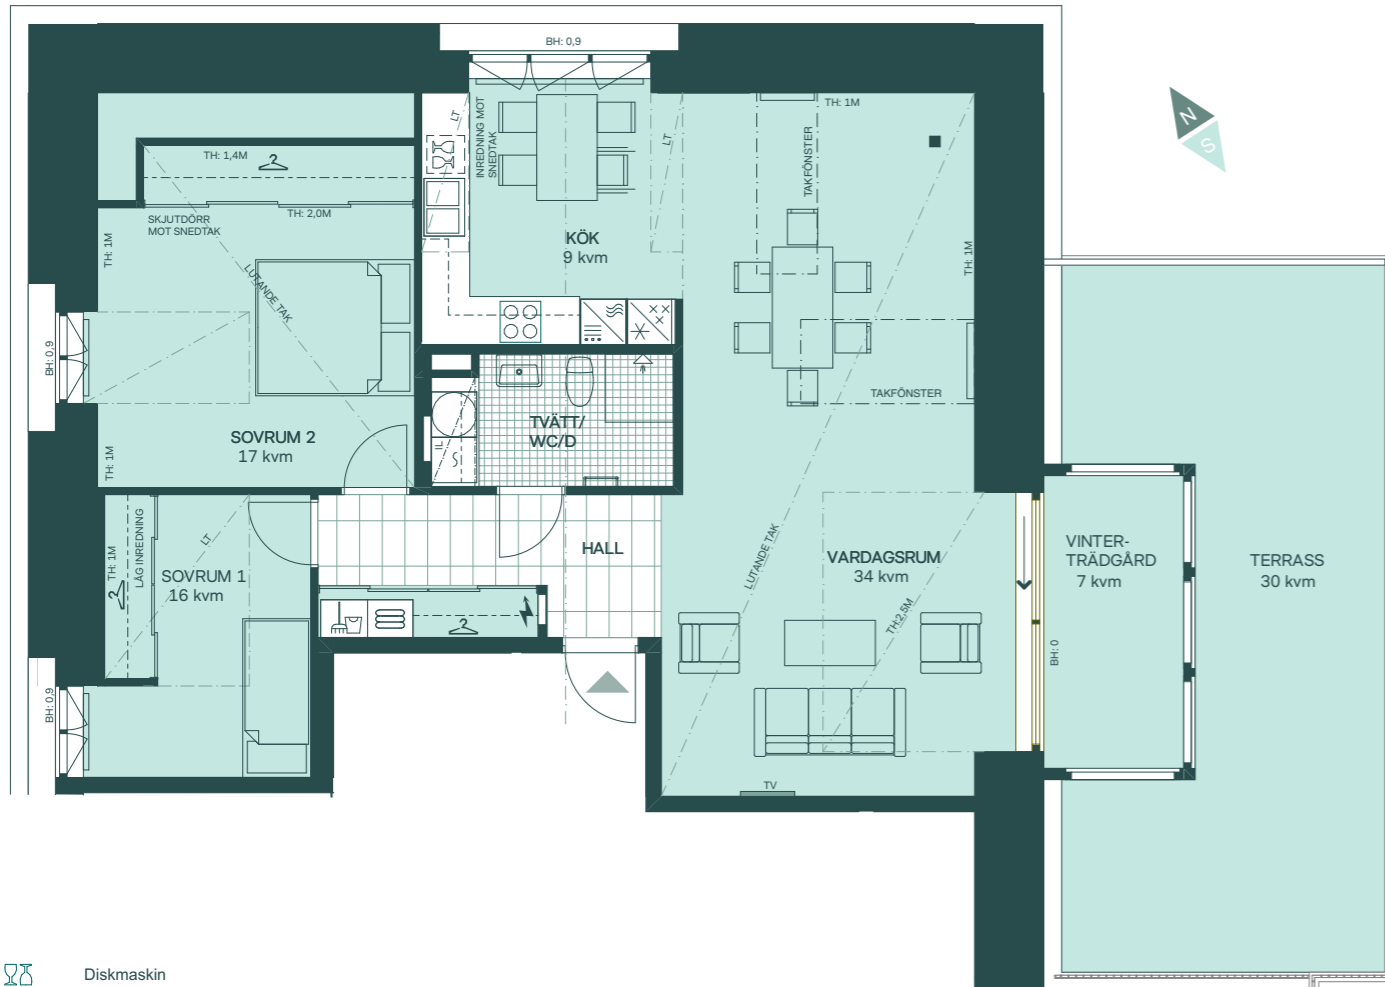 BH: 0,9
LT
INREDNING MOT
SNEDTAK
LT
TH: 1M
TAKFÖNSTER
N
S
TH: 1,4M
TH: 2,0M
SKJUTDÖRR
MOT SNEDTAK
TH: 1M
LUTANDE TAK
KÖK
9 kvm
TH: 1M
BH: 0,9
TAKFÖNSTER
SOVRUM 2
17 kvm
TH: 1M
TVÄTT/
WC/D
TH: 1M
LÅG INREDNING
LT
SOVRUM 1
16 kvm
HALL
LUTANDE TAK
VARDAGSRUM
34 kvm
TH:2,5M
VINTER-
TRÄDGÅRD
7 kvm
TERRASS
30 kvm
BH: 0
BH: 0,9
TV
Diskmaskin